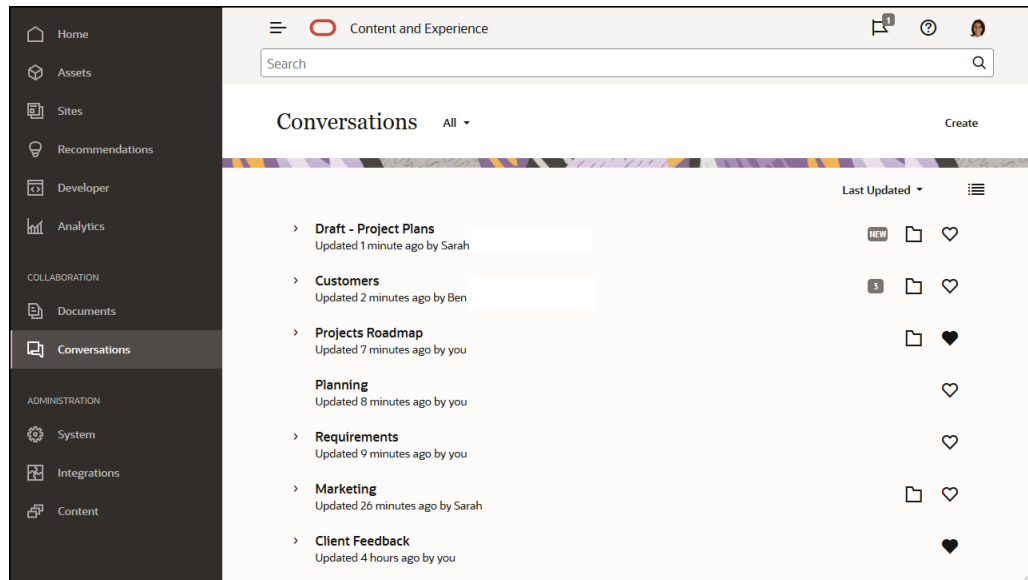 Home
Assets
Sites
Recommendations
Developer
Analytics
COLLABORATION
Documents
Conversations
ADMINISTRATION
System
Integrations
Content
Content and Experience
1
Search
Conversations All
Create
Last Updated
Draft - Project Plans
NEW
Updated 1 minute ago by Sarah
Customers
3
Updated 2 minutes ago by Ben
Projects Roadmap
Updated 7 minutes ago by you
Planning
Updated 8 minutes ago by you
Requirements
Updated 9 minutes ago by you
Marketing
Updated 26 minutes ago by Sarah
Client Feedback
Updated 4 hours ago by you